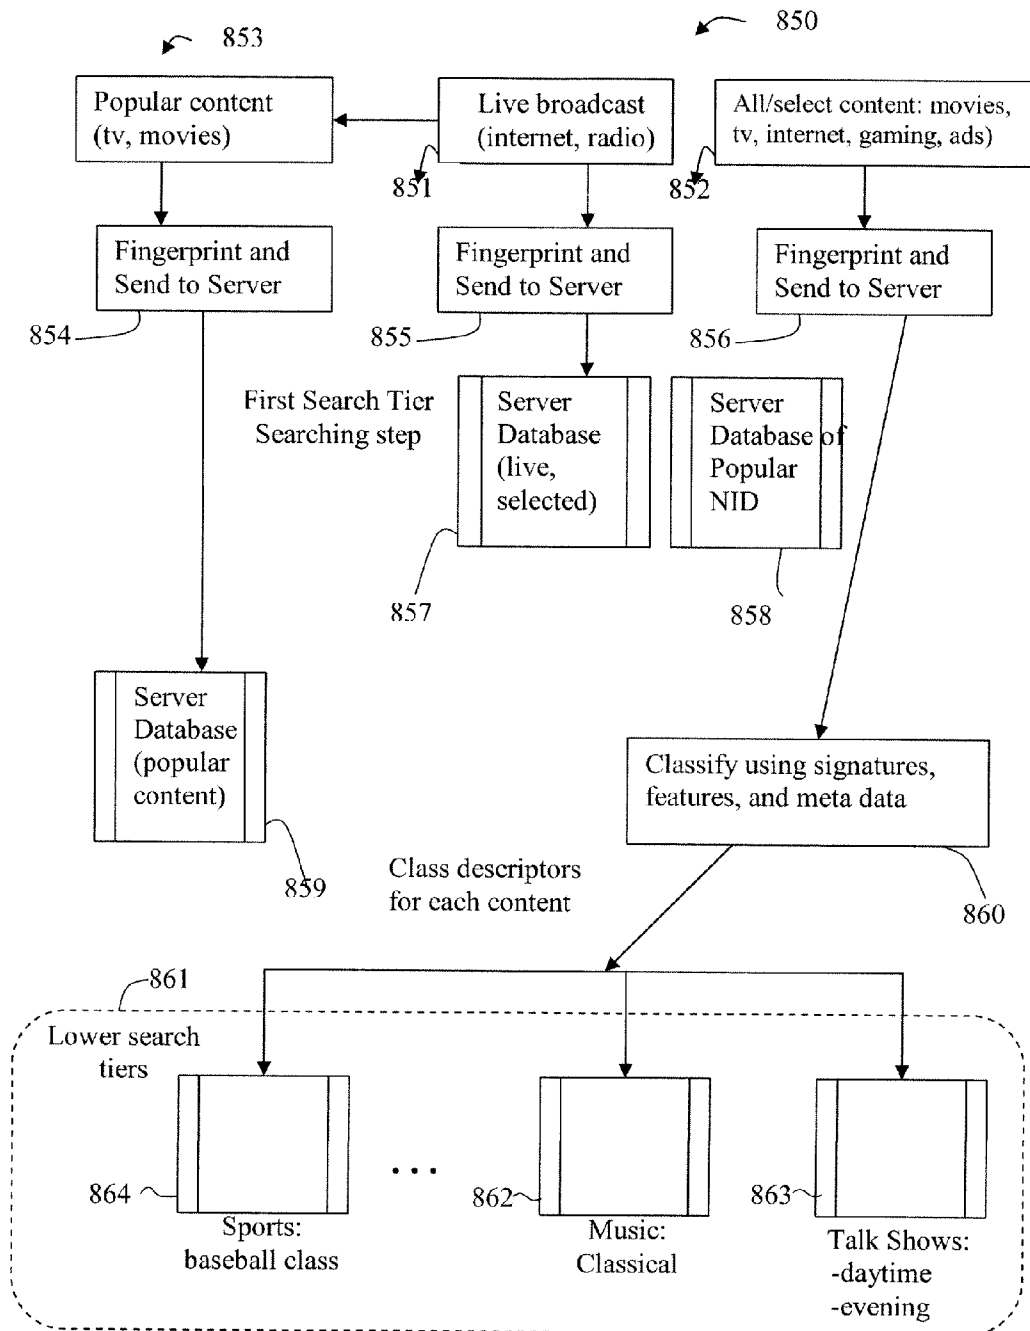 853
850
Popular content
(tv, movies)
Live broadcast
(internet, radio)
All/select content: movies,
tv, internet, gaming, ads)
851
852
Fingerprint and
Send to Server
Fingerprint and
Send to Server
Fingerprint and
Send to Server
854
855
856
First Search Tier
Searching step
Server
Database
(live,
selected)
Server
Database of
Popular
NID
857
858
Server
Database
(popular
content)
Classify using signatures,
features, and meta data
859
Class descriptors
for each content
860
861
Lower search
tiers
864
...
862
863
Sports:
baseball class
Music:
Classical
Talk Shows:
-daytime
-evening